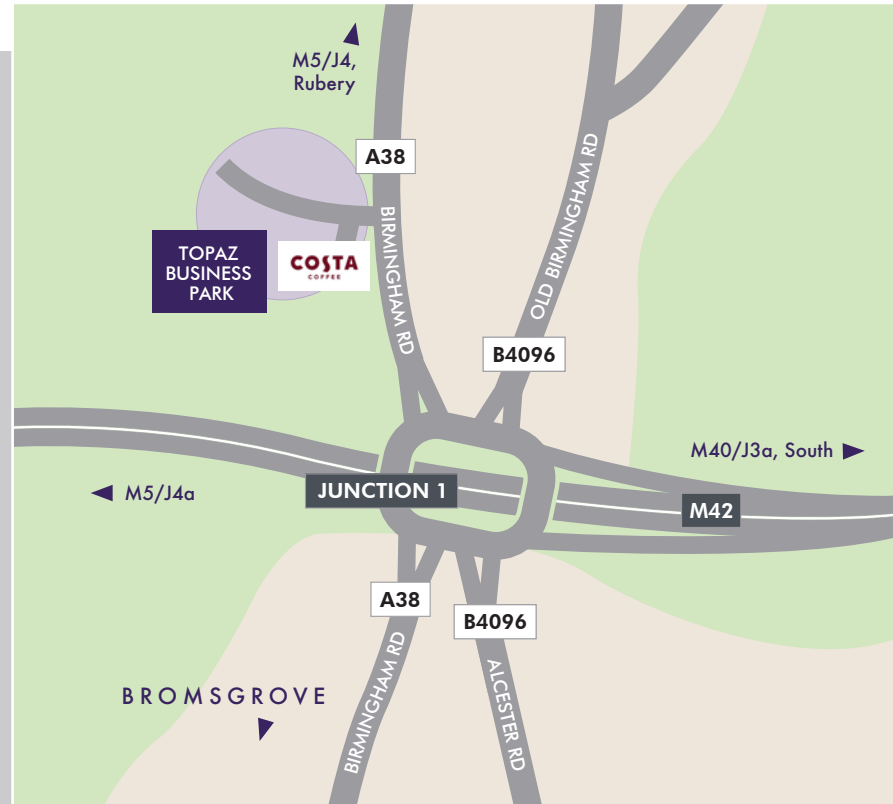 M5/J4,
Rubery
A38
BIRMINGHAM RD
OLD BIRMINGHAM RD
TOPAZ
BUSINESS
PARK
COSTA
COFFEE
B4096
M40/J3a, South
M5/J4a
JUNCTION 1
M42
A38
B4096
BIRMINGHAM RD
ALCESTER RD
BROMSGROVE